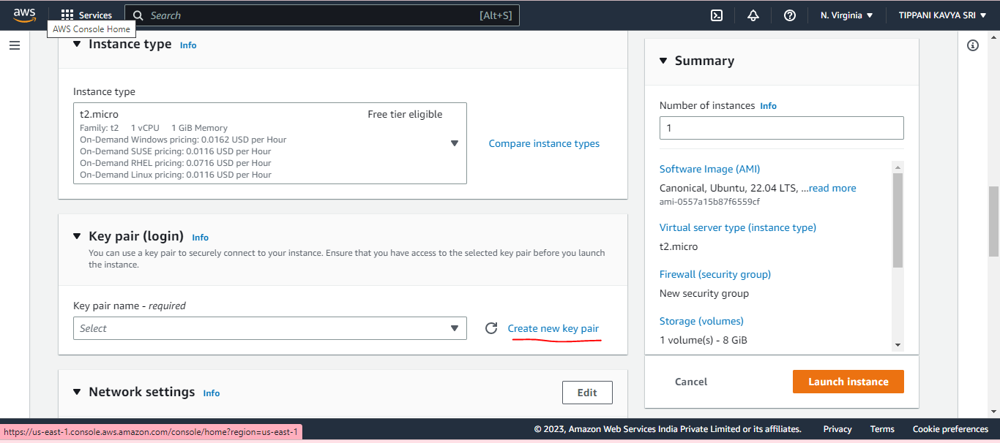 aws
Services
Search
[Alt+S]
N. Virginia
TIPPANI KAVYA SRI
AWS Console Home
Instance type Info
Instance type
t2.micro Free tier eligible
Family: t2 1 vCPU 1 GiB Memory
On-Demand Windows pricing: 0.0162 USD per Hour
On-Demand SUSE pricing: 0.0116 USD per Hour
On-Demand RHEL pricing: 0.0716 USD per Hour
On-Demand Linux pricing: 0.0116 USD per Hour
Compare instance types
Key pair (login) Info
You can use a key pair to securely connect to your instance. Ensure that you have access to the selected key pair before you launch
the instance.
Key pair name - required
Select
Create new key pair
Network settings Info
Edit
Summary
Number of instances Info
1
Software Image (AMI)
Canonical, Ubuntu, 22.04 LTS, ...read more
ami-0557a15b87f6559cf
Virtual server type (instance type)
t2.micro
Firewall (security group)
New security group
Storage (volumes)
1 volume(s) - 8 GiB
Cancel
Launch instance
https://us-east-1.console.aws.amazon.com/console/home?region=us-east-1
© 2023, Amazon Web Services India Private Limited or its affiliates.
Privacy
Terms
Cookie preferences